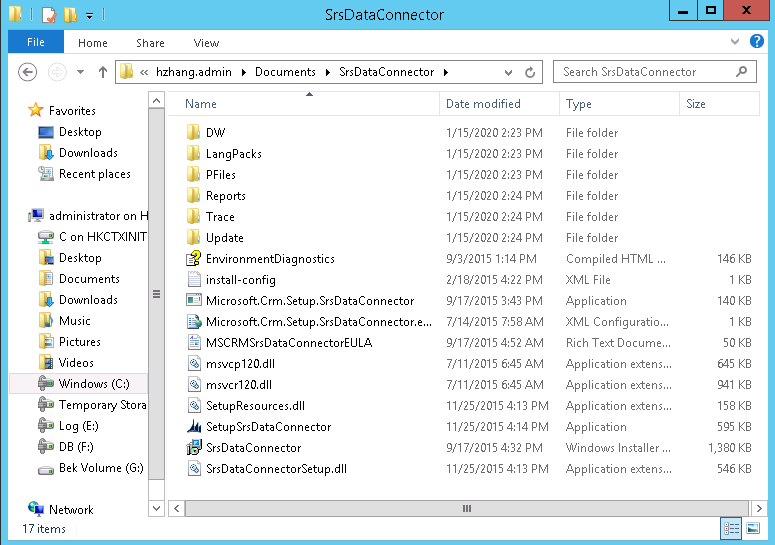 SrsDataConnector
File Home Share View
« hzhang.admin Documents SrsDataConnector Search SrsDataConnector
Name Date modified Type Size
Favorites
Desktop
Downloads
Recent places
administrator on H
C on HKCTXINIT
Desktop
Documents
Downloads
Music
Pictures
Videos
Windows (C:)
Temporary Stora
Log (E:)
DB (F:)
Bek Volume (G:)
Network
DW 1/15/2020 2:23 PM File folder
LangPacks 1/15/2020 2:23 PM File folder
PFiles 1/15/2020 2:23 PM File folder
Reports 1/15/2020 2:24 PM File folder
Trace 1/15/2020 2:24 PM File folder
Update 1/15/2020 2:24 PM File folder
EnvironmentDiagnostics 9/3/2015 1:14 PM Compiled HTML ... 146 KB
install-config 2/18/2015 4:22 PM XML File 1 KB
Microsoft.Crm.Setup.SrsDataConnector 9/17/2015 3:43 PM Application 140 KB
Microsoft.Crm.Setup.SrsDataConnector.e... 7/14/2015 7:58 AM XML Configuratio... 1 KB
MSCRMSrsDataConnectorEULA 9/17/2015 4:52 AM Rich Text Docume... 50 KB
msvcp120.dll 7/11/2015 6:45 AM Application extens... 645 KB
msvcr120.dll 7/11/2015 6:45 AM Application extens... 941 KB
SetupResources.dll 11/25/2015 4:13 PM Application extens... 158 KB
SetupSrsDataConnector 11/25/2015 4:14 PM Application 595 KB
SrsDataConnector 9/17/2015 4:32 PM Windows Installer ... 1,380 KB
SrsDataConnectorSetup.dll 11/25/2015 4:13 PM Application extens... 546 KB
17 items